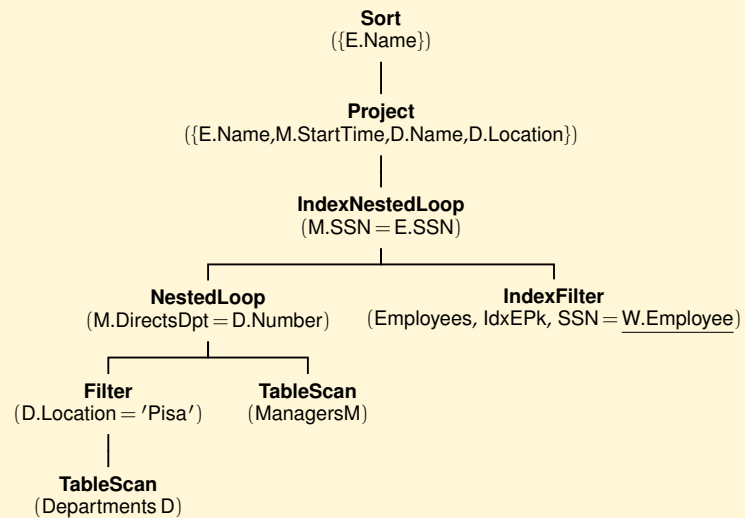 Sort
({E.Name})
Project
({E.Name,M.StartTime,D.Name,D.Location})
IndexNestedLoop
(M.SSN = E.SSN)
NestedLoop
(M.DirectsDpt = D.Number)
IndexFilter
(Employees, IdxEPk, SSN = W.Employee)
Filter
(D.Location = ′Pisa′)
TableScan
(ManagersM)
TableScan
(Departments D)